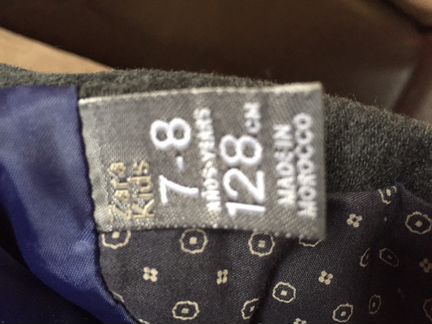 Zara
Kids
7-8
AÑOS-YEARS
128 CM
MADE IN
MOROCCO